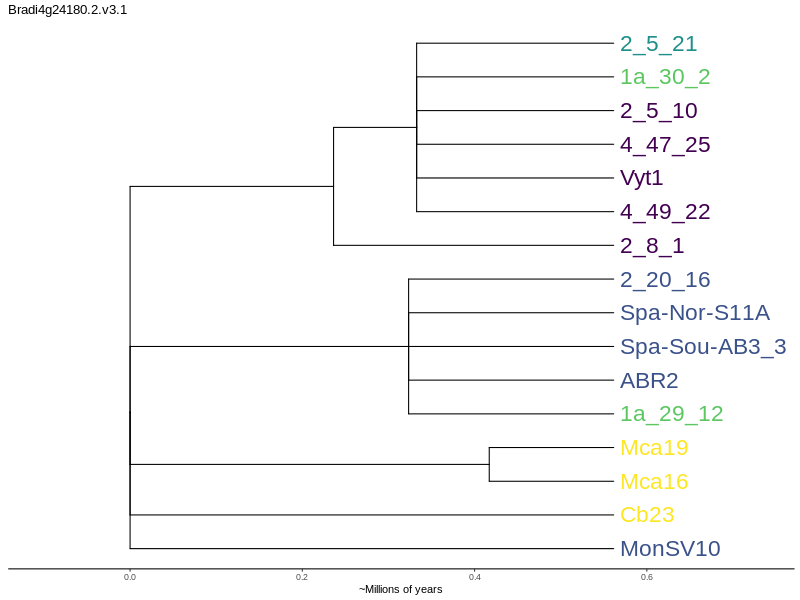 Bradi4g24180.2.v3.1
2_5_21
1a_30_2
2_5_10
4_47_25
Vyt1
4_49_22
2_8_1
2_20_16
Spa-Nor-S11A
Spa-Sou-AB3_3
ABR2
1a_29_12
Mca19
Mca16
Cb23
MonSV10
0.0 0.2 0.4 0.6
~Millions of years